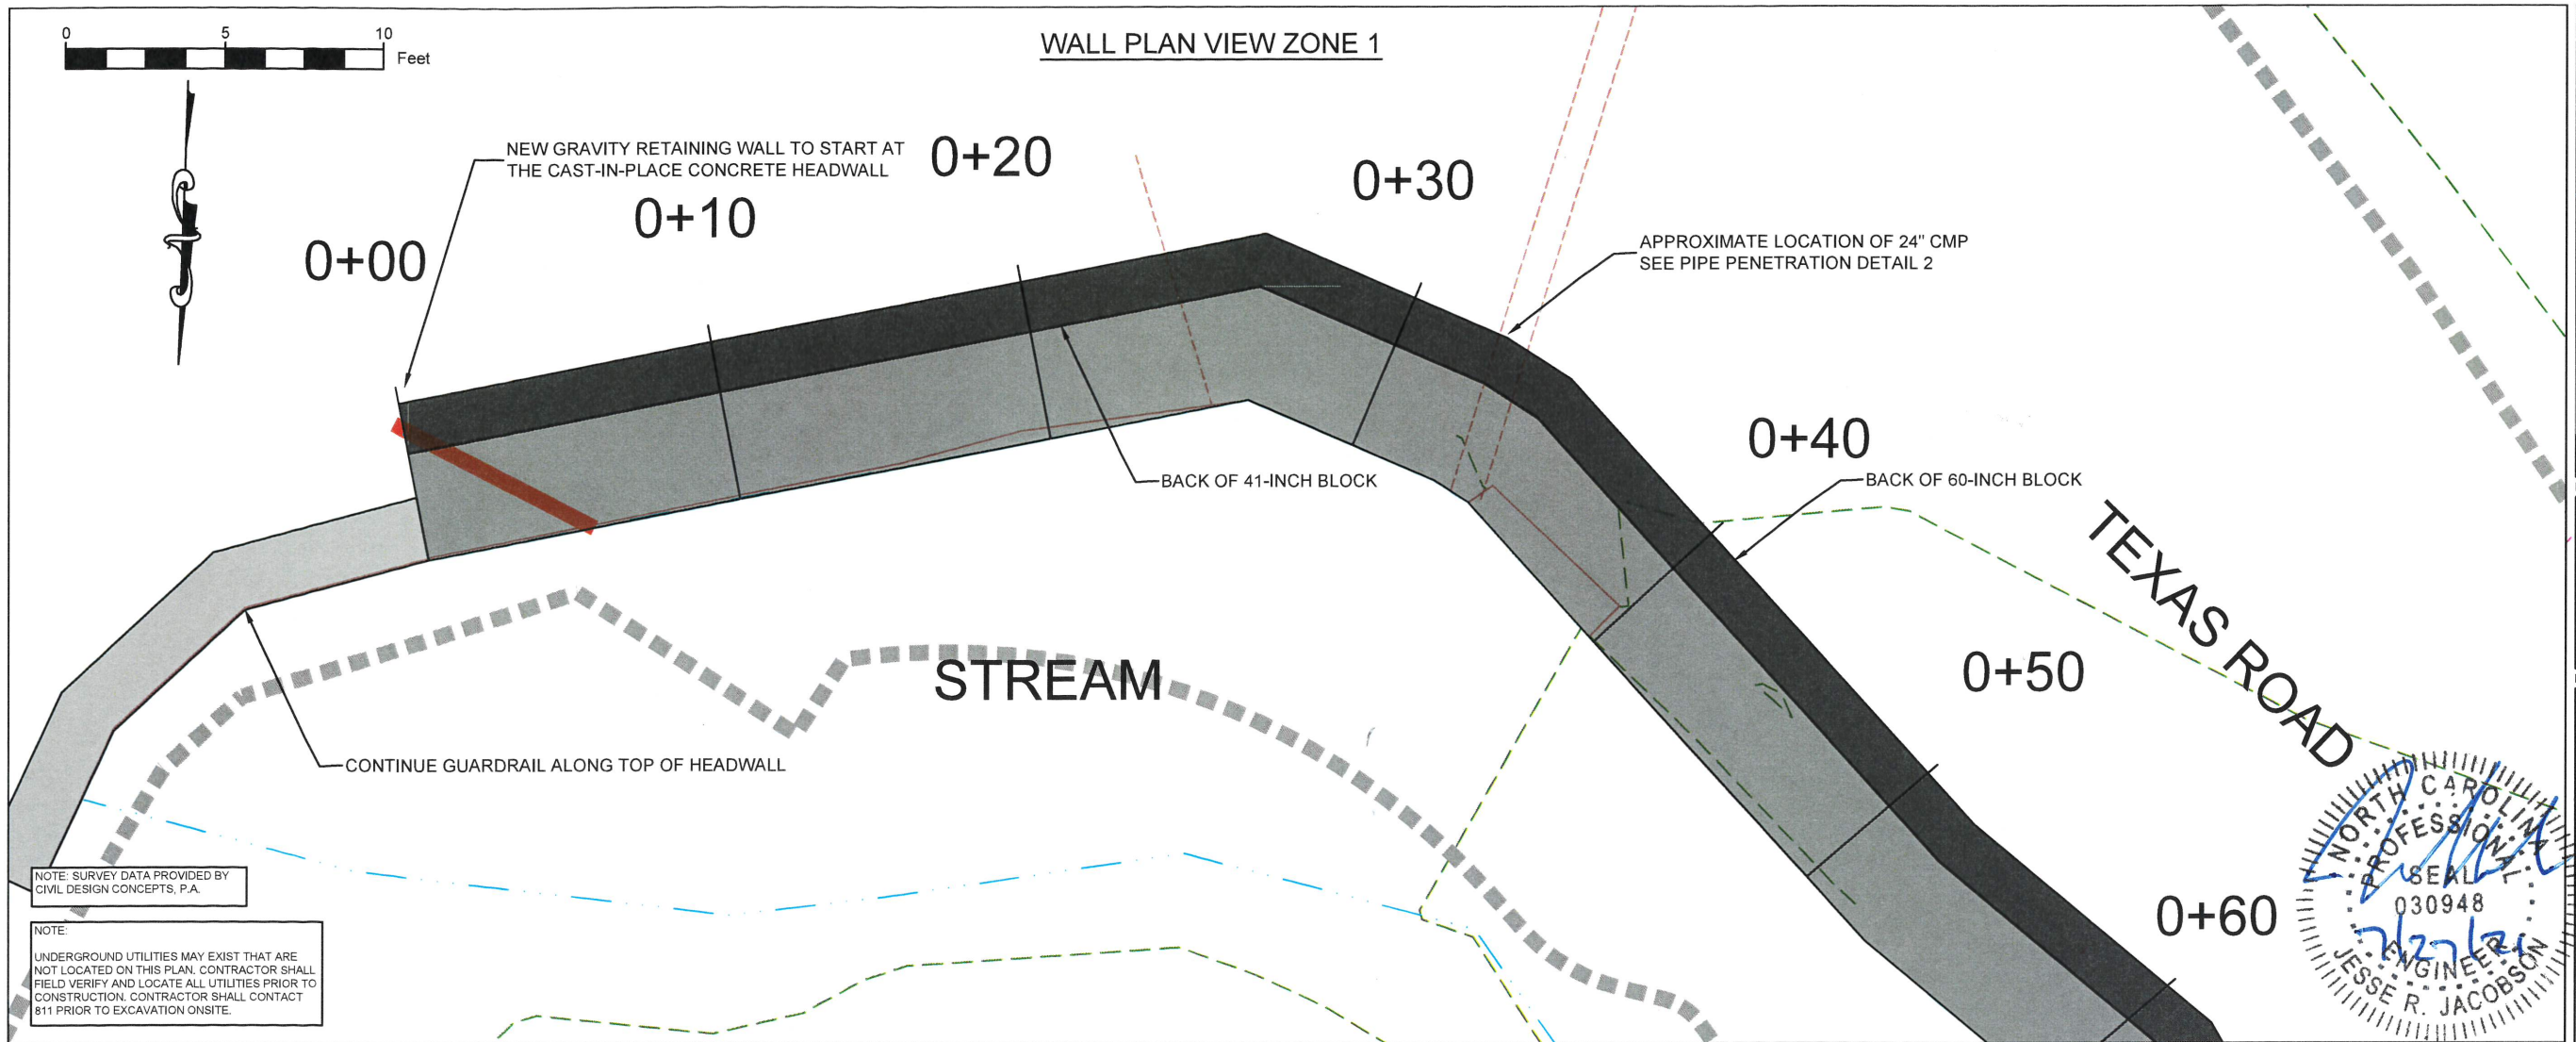 0 5 10
Feet
WALL PLAN VIEW ZONE 1
NEW GRAVITY RETAINING WALL TO START AT
THE CAST-IN-PLACE CONCRETE HEADWALL
0+00
0+10
0+20
0+30
APPROXIMATE LOCATION OF 24" CMP
SEE PIPE PENETRATION DETAIL 2
0+40
BACK OF 41-INCH BLOCK
BACK OF 60-INCH BLOCK
TEXAS ROAD
0+50
STREAM
CONTINUE GUARDRAIL ALONG TOP OF HEADWALL
0+60
NOTE: SURVEY DATA PROVIDED BY
CIVIL DESIGN CONCEPTS, P.A.
NOTE:
UNDERGROUND UTILITIES MAY EXIST THAT ARE
NOT LOCATED ON THIS PLAN. CONTRACTOR SHALL
FIELD VERIFY AND LOCATE ALL UTILITIES PRIOR TO
CONSTRUCTION. CONTRACTOR SHALL CONTACT
811 PRIOR TO EXCAVATION ONSITE.
NORTH CAROLINA
PROFESSIONAL
SEAL
030948
7/27/21
ENGINEER
JESSE R. JACOBSON